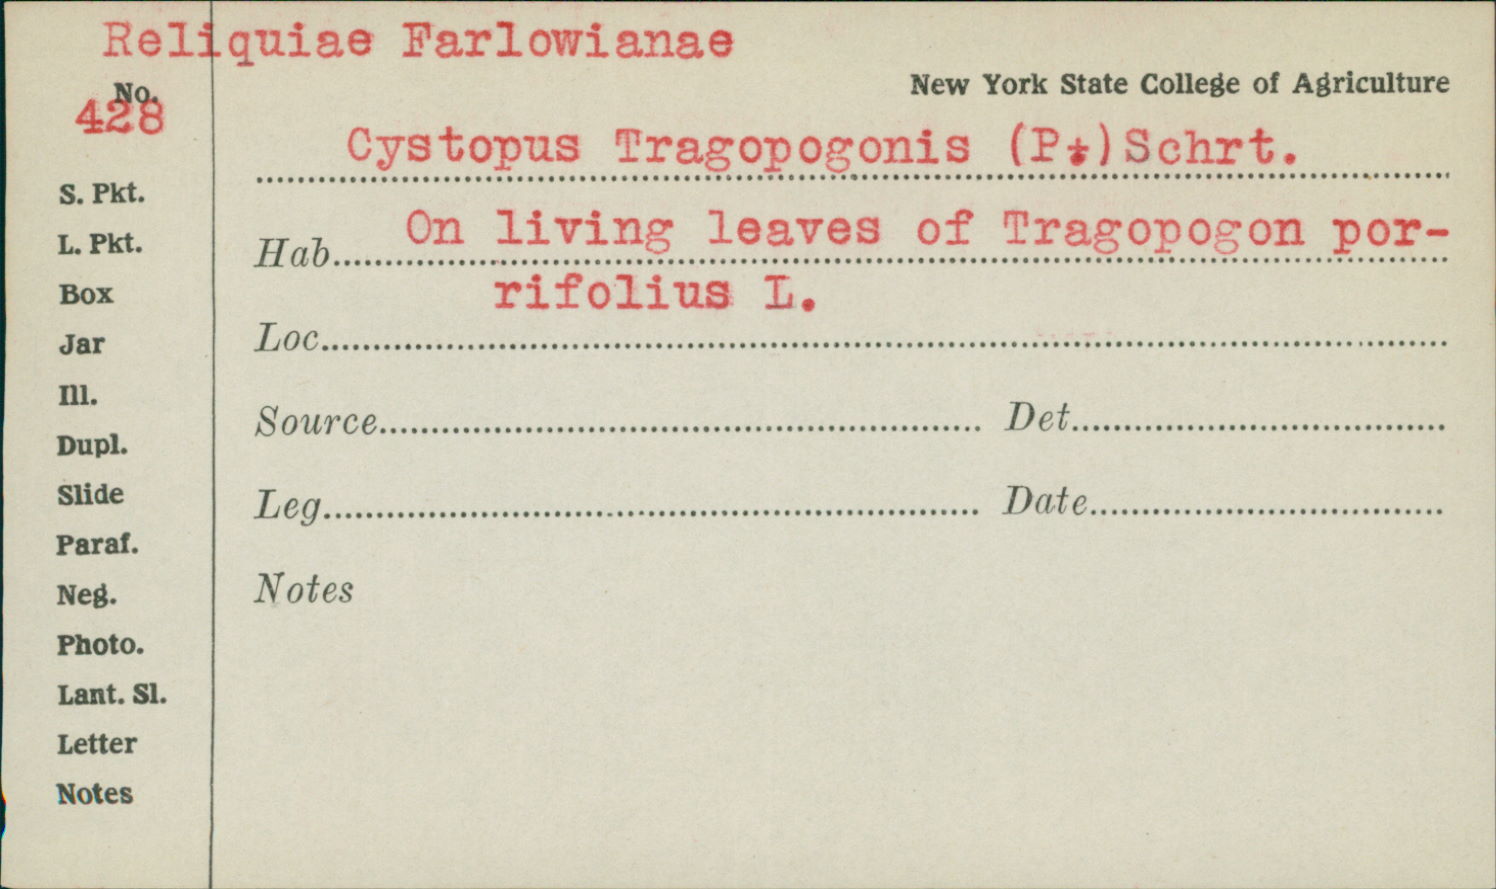 Reliquiae Farlowianae
No.
428
New York State College of Agriculture
Cystopus Tragopogonis (P.) Schrt.
S. Pkt.
L. Pkt.
Box
Jar
Ill.
Dupl.
Slide
Paraf.
Neg.
Photo.
Lant. Sl.
Letter
Notes
Hab. On living leaves of Tragopogon por-
rifolius L.
Loc.
Source
Det.
Leg.
Date
Notes